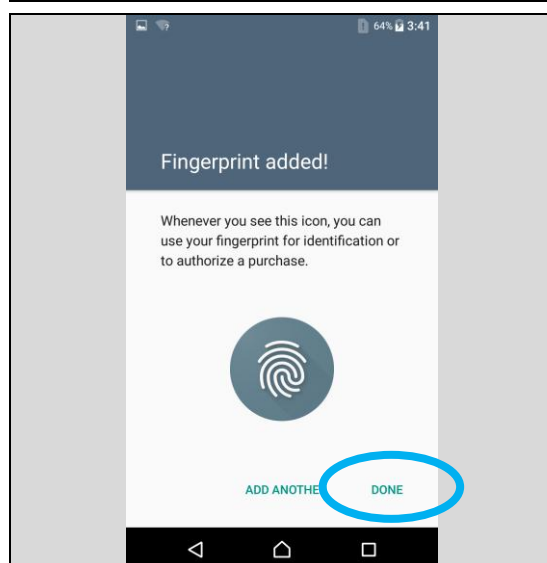 64% 3:41
Fingerprint added!
Whenever you see this icon, you can
use your fingerprint for identification or
to authorize a purchase.
ADD ANOTHE DONE